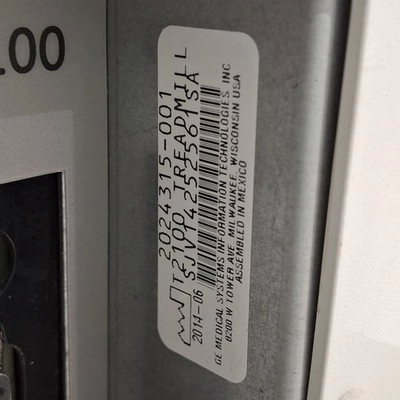 100
2024315-001
T2100 TREADMILL
SJV14252561SA
2014-06
GE MEDICAL SYSTEMS INFORMATION TECHNOLOGIES, INC
8200 W TOWER AVE. MILWAUKEE, WISCONSIN USA
ASSEMBLED IN MEXICO